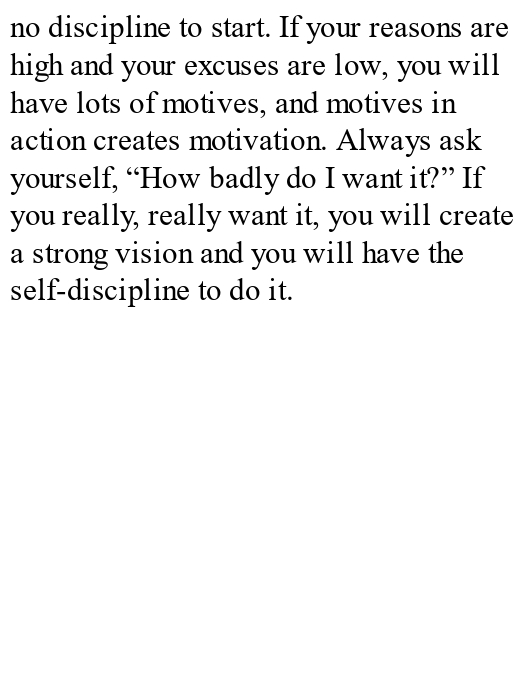 no discipline to start. If your reasons are
high and your excuses are low, you will
have lots of motives, and motives in
action creates motivation. Always ask
yourself, “How badly do I want it?” If
you really, really want it, you will create
a strong vision and you will have the
self-discipline to do it.